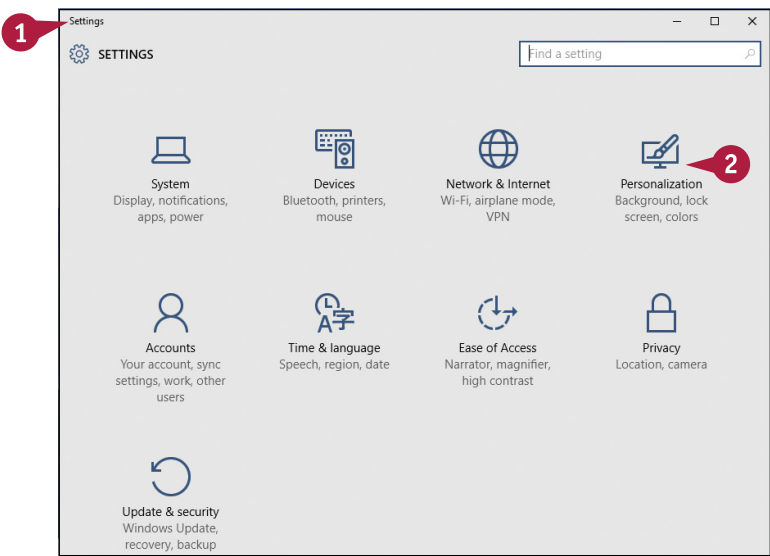 1
Settings
SETTINGS
Find a setting
2
System
Display, notifications,
apps, power
Devices
Bluetooth, printers,
mouse
Network & Internet
Wi-Fi, airplane mode,
VPN
Personalization
Background, lock
screen, colors
Accounts
Your account, sync
settings, work, other
users
Time & language
Speech, region, date
Ease of Access
Narrator, magnifier,
high contrast
Privacy
Location, camera
Update & security
Windows Update,
recovery, backup
A字